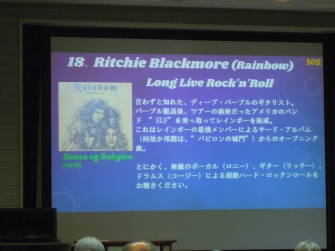 18. Ritchie Blackmore (Rainbow)
50位
Long Live Rock'n'Roll
Rainbow
Gates of Babylon
(1978)
言わずと知れた、ディープ・パープルのギタリスト。
パープル脱退後、ツアーの前座だったアメリカのバン
ド "ELF" を乗っ取ってレインボーを結成。
これはレインボーの最強メンバーによるサード・アルバム
（何故か邦題は、"バビロンの城門"）からのオープニング
曲。
とにかく、無敵のボーカル（ロニー）、ギター（リッチー）、
ドラムス（コージー）による超絶ハード・ロックンロールを
お聴きください。